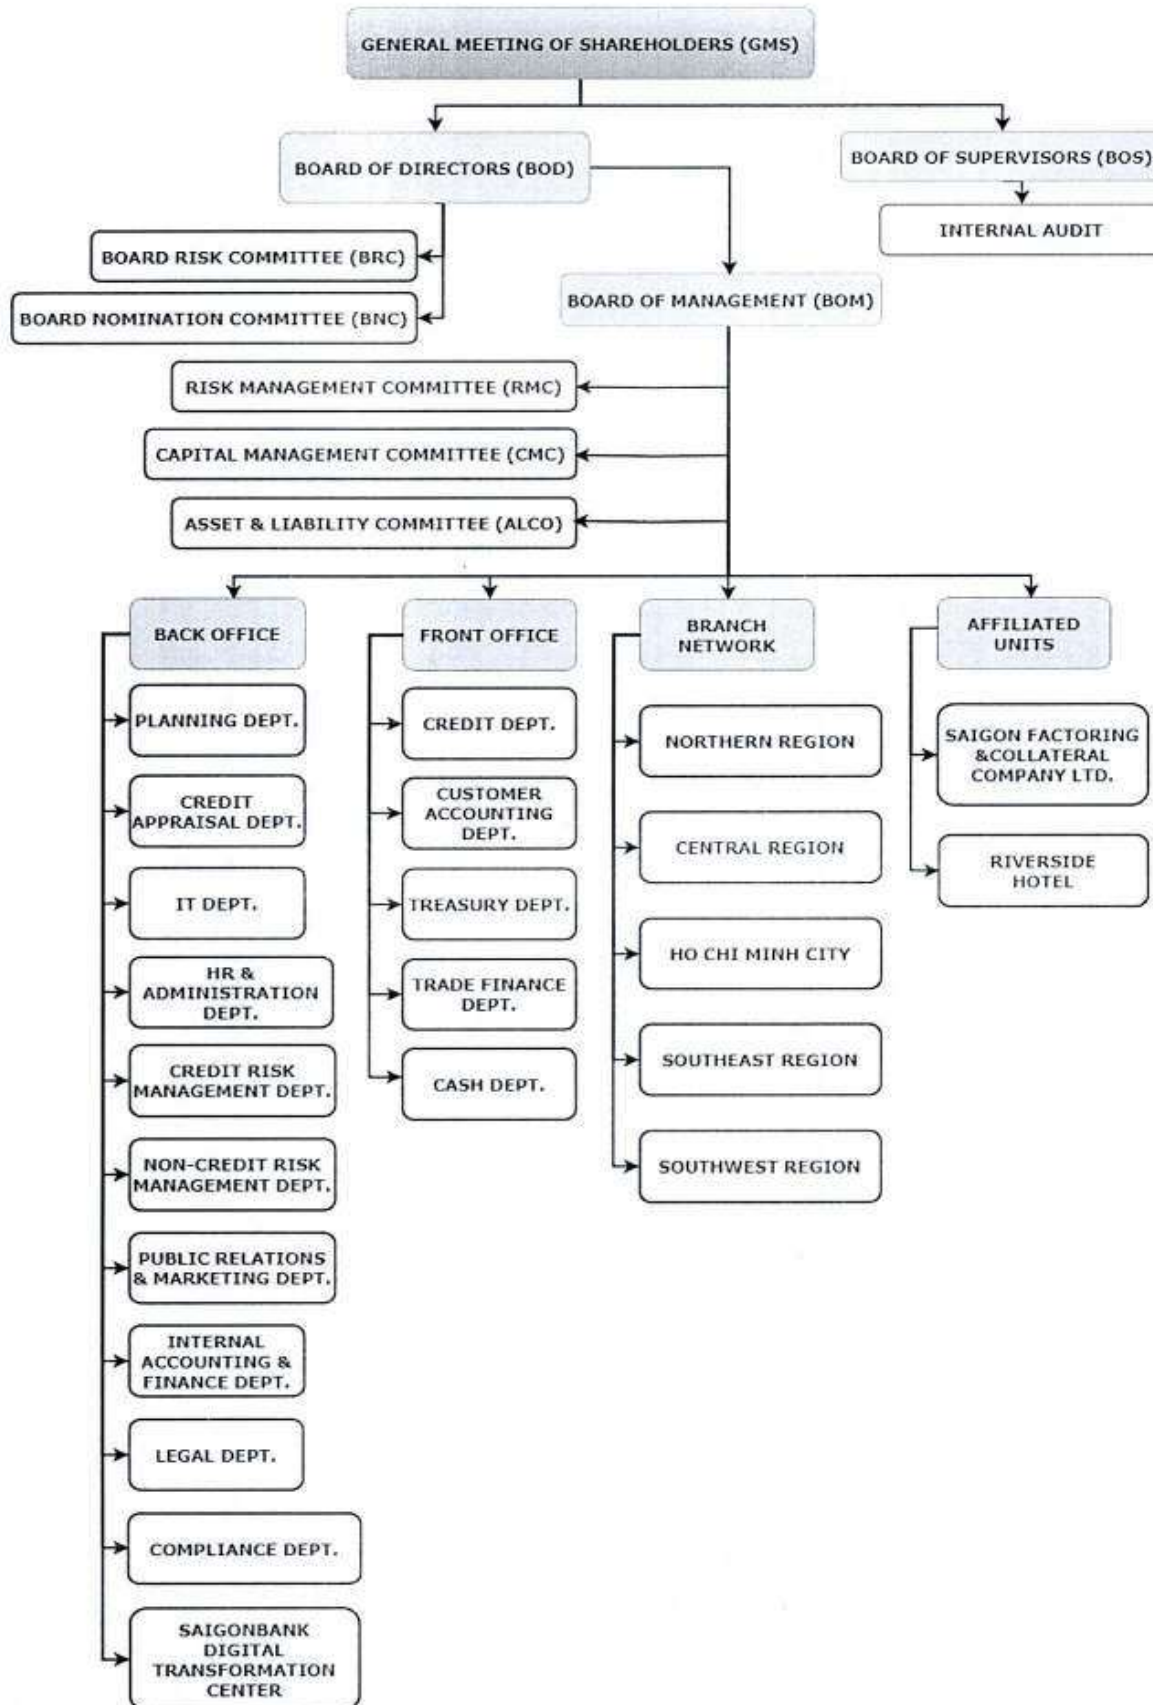 GENERAL MEETING OF SHAREHOLDERS (GMS)
BOARD OF DIRECTORS (BOD)
BOARD OF SUPERVISORS (BOS)
INTERNAL AUDIT
BOARD RISK COMMITTEE (BRC)
BOARD NOMINATION COMMITTEE (BNC)
BOARD OF MANAGEMENT (BOM)
RISK MANAGEMENT COMMITTEE (RMC)
CAPITAL MANAGEMENT COMMITTEE (CMC)
ASSET & LIABILITY COMMITTEE (ALCO)
BACK OFFICE
PLANNING DEPT.
CREDIT
APPRAISAL DEPT.
IT DEPT.
HR &
ADMINISTRATION
DEPT.
CREDIT RISK
MANAGEMENT DEPT.
NON-CREDIT RISK
MANAGEMENT DEPT.
PUBLIC RELATIONS
& MARKETING DEPT.
INTERNAL
ACCOUNTING &
FINANCE DEPT.
LEGAL DEPT.
COMPLIANCE DEPT.
SAIGONBANK
DIGITAL
TRANSFORMATION
CENTER
FRONT OFFICE
CREDIT DEPT.
CUSTOMER
ACCOUNTING
DEPT.
TREASURY DEPT.
TRADE FINANCE
DEPT.
CASH DEPT.
BRANCH
NETWORK
NORTHERN REGION
CENTRAL REGION
HO CHI MINH CITY
SOUTHEAST REGION
SOUTHWEST REGION
AFFILIATED
UNITS
SAIGON FACTORING
&COLLATERAL
COMPANY LTD.
RIVERSIDE
HOTEL